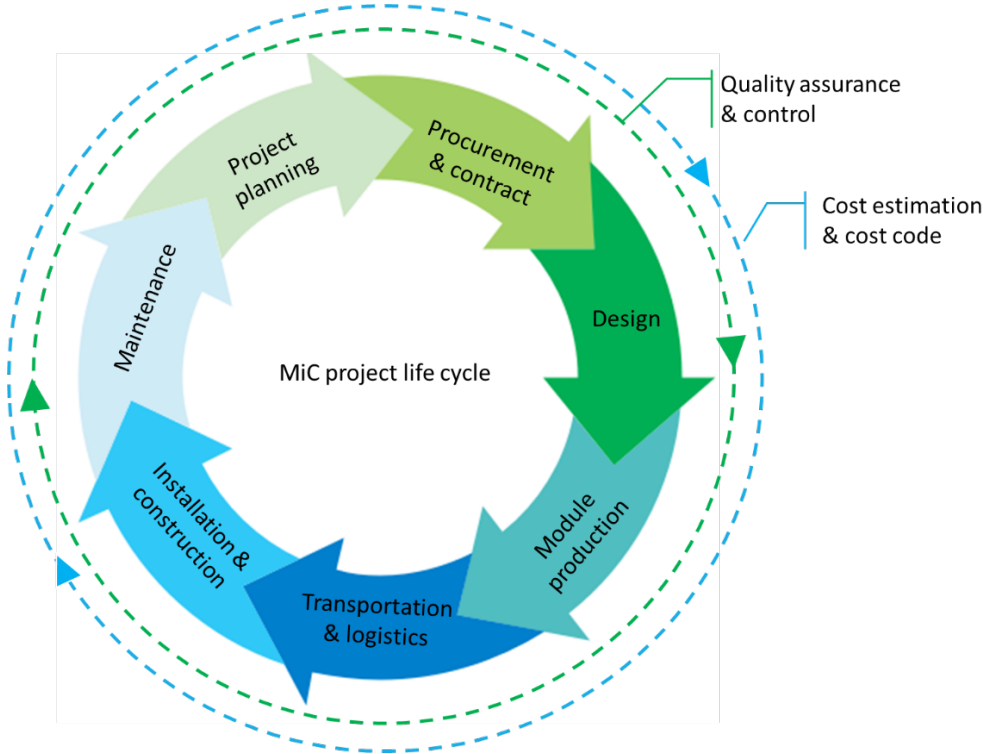 Project
planning
Procurement
& contract
Quality assurance
& control
Cost estimation
& cost code
Design
Module
production
Transportation
& logistics
Installation &
construction
Maintenance
MiC project life cycle